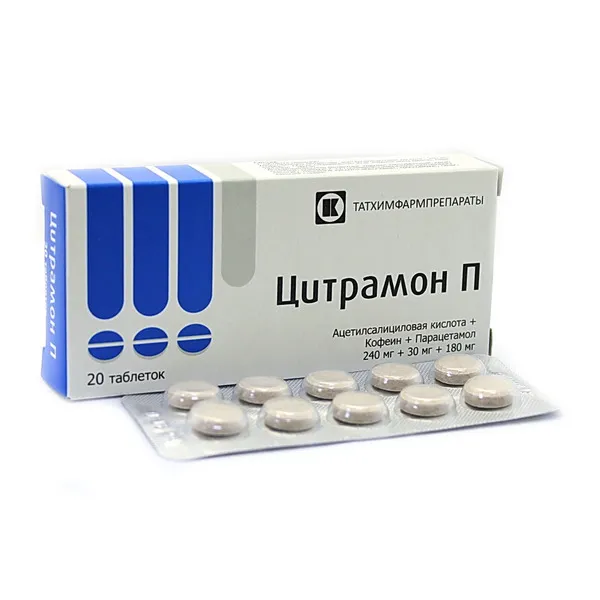 ТАТХИМФАРМПРЕПАРАТЫ
Цитрамон П
Ацетилсалициловая кислота +
Кофеин + Парацетамол
240 мг + 30 мг + 180 мг
20 таблеток
Цитрамон П